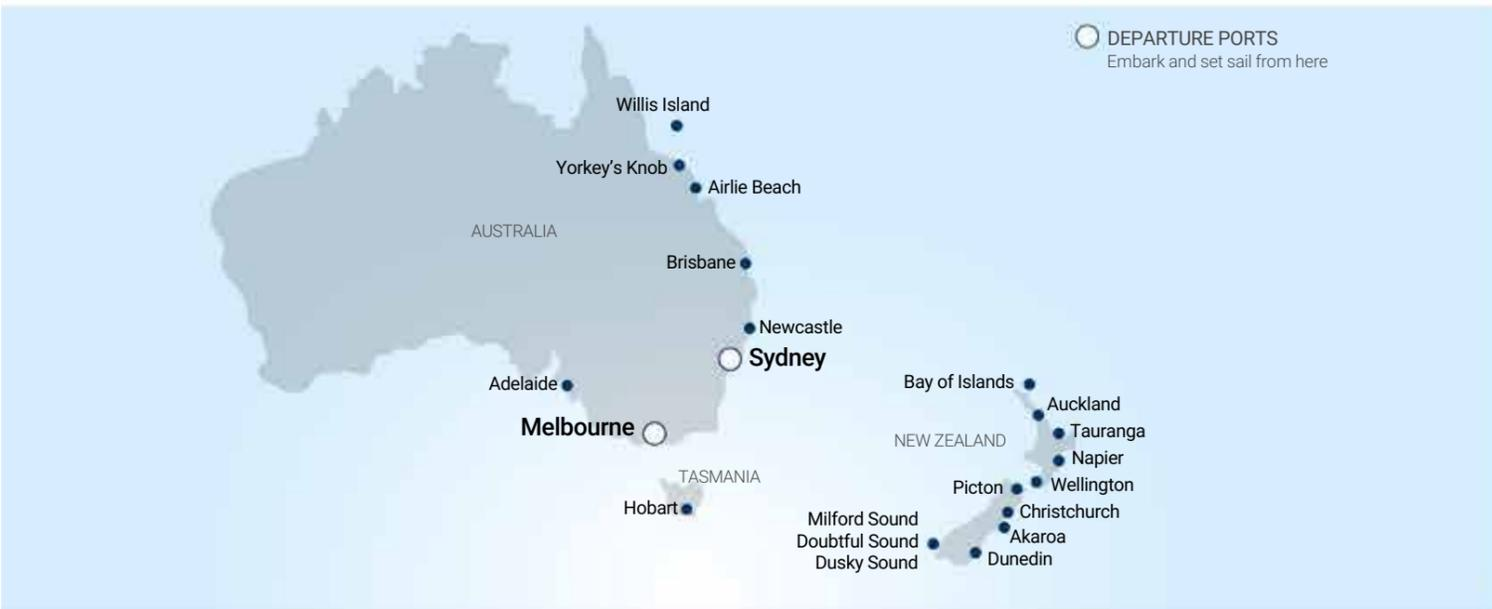 DEPARTURE PORTS
Embark and set sail from here
Willis Island
Yorkey's Knob
Airlie Beach
AUSTRALIA
Brisbane
Newcastle
Sydney
Adelaide
Melbourne
TASMANIA
Hobart
Bay of Islands
Auckland
Tauranga
NEW ZEALAND
Napier
Wellington
Picton
Christchurch
Akaroa
Milford Sound
Doubtful Sound
Dusky Sound
Dunedin